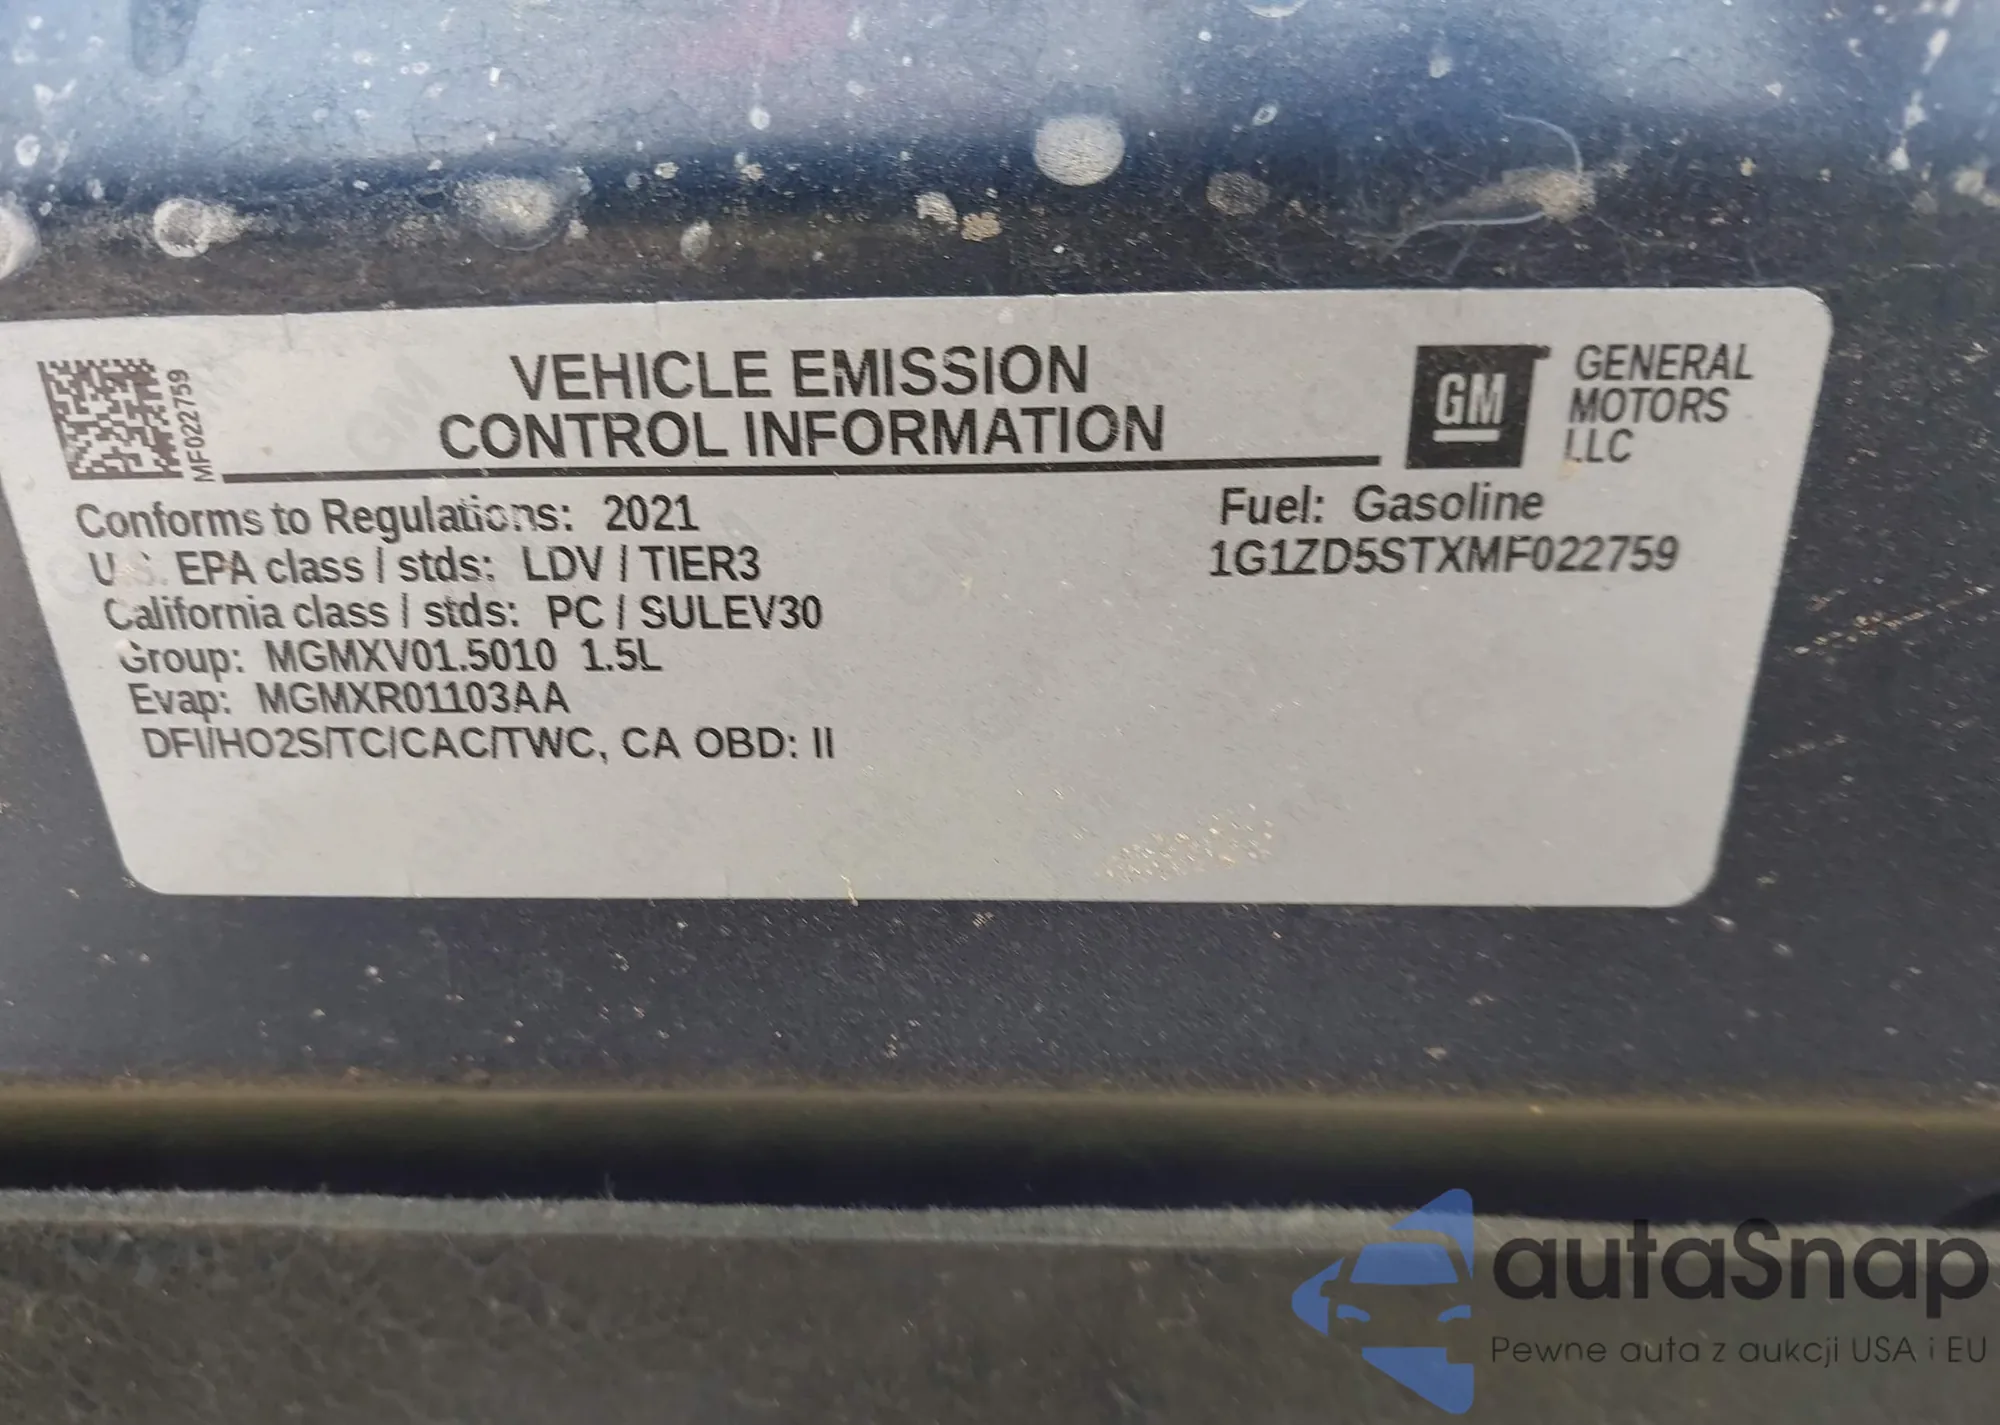 MF022759
VEHICLE EMISSION
CONTROL INFORMATION
GM
GENERAL
MOTORS
LLC
Conforms to Regulations: 2021
U.S. EPA class / stds: LDV / TIER3
California class / stds: PC / SULEV30
Group: MGMXV01.5010 1.5L
Evap: MGMXR01103AA
DFI/HO2S/TC/CAC/TWC, CA OBD: II
Fuel: Gasoline
1G1ZD5STXMF022759
autaSnap
Pewne auta z aukcji USA i EU